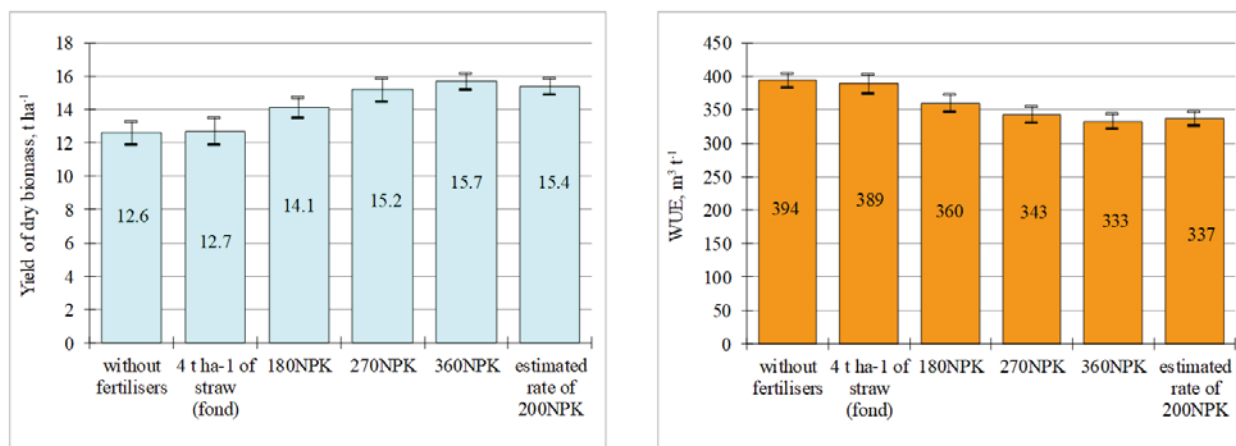 Yield of dry biomass, t ha-1
18
16
14
12
10
8
6
4
2
0
12.6
12.7
14.1
15.2
15.7
15.4
without fertilisers
4 t ha-1 of straw (fond)
180NPK
270NPK
360NPK
estimated rate of 200NPK
WUE, m3 t-1
450
400
350
300
250
200
150
100
50
0
394
389
360
343
333
337
without fertilisers
4 t ha-1 of straw (fond)
180NPK
270NPK
360NPK
estimated rate of 200NPK